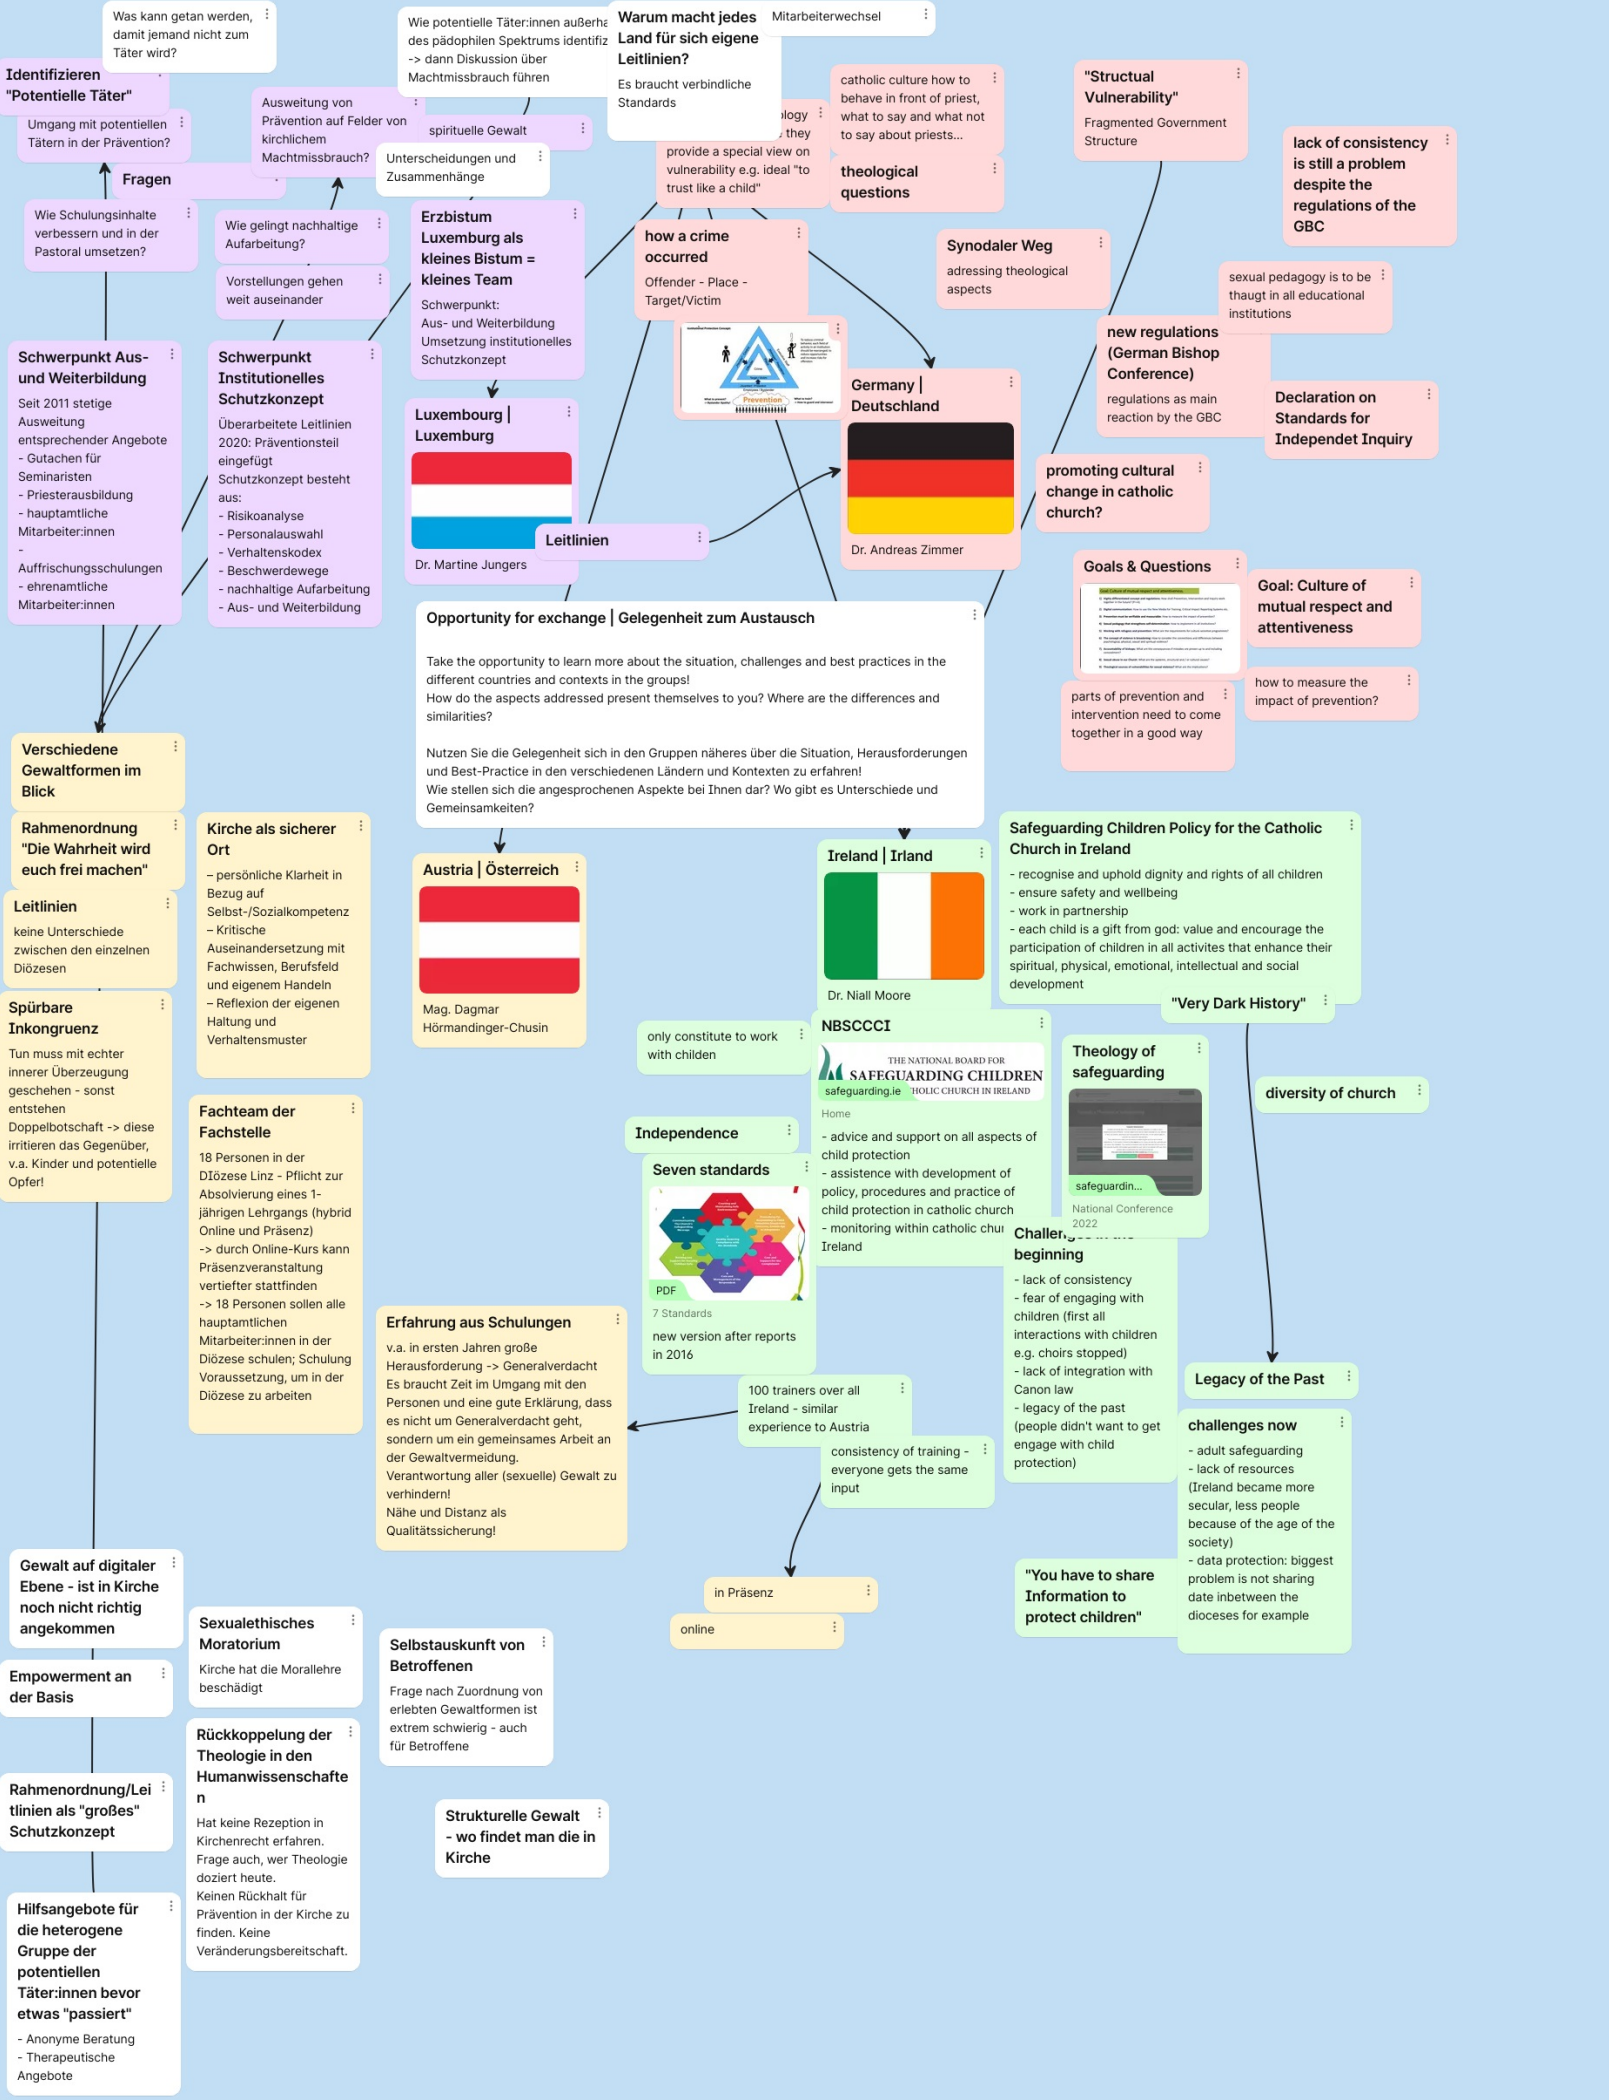 Was kann getan werden,
damit jemand nicht zum
Täter wird?
Identifizieren
"Potentielle Täter"
Umgang mit potentiellen
Tätern in der Prävention?
Fragen
Wie Schulungsinhalte
verbessern und in der
Pastoral umsetzen?
Ausweitung von
Prävention auf Felder von
kirchlichem
Machtmissbrauch?
Wie gelingt nachhaltige
Aufarbeitung?
Vorstellungen gehen
weit auseinander
Wie potentielle Täter:innen
des pädophilen Spektrums
-> dann Diskussion über
Machtmissbrauch führen
spirituelle Gewalt
Unterscheidungen und
Zusammenhänge
Erzbistum
Luxemburg als
kleines Bistum =
kleines Team
Schwerpunkt:
Aus- und Weiterbildung
Umsetzung institutionelles
Schutzkonzept
Schwerpunkt Aus-
und Weiterbildung
Seit 2011 stetige
Ausweitung
entsprechender Angebote
- Gutachen für
Seminaristen
- Priesterausbildung
- hauptamtliche
Mitarbeiter:innen
-
Auffrischungsschulungen
- ehrenamtliche
Mitarbeiter:innen
Schwerpunkt
Institutionelles
Schutzkonzept
Überarbeitete Leitlinien
2020: Präventionsteil
eingefügt
Schutzkonzept besteht
aus:
- Risikoanalyse
- Personalauswahl
- Verhaltenskodex
- Beschwerdewege
- nachhaltige Aufarbeitung
- Aus- und Weiterbildung
Luxembourg |
Luxemburg
Dr. Martine Jungers
Leitlinien
Warum macht jedes
Land für sich eigene
Leitlinien?
Es braucht verbindliche
Standards
Mitarbeiterwechsel
they
provide a special view on
vulnerability e.g. ideal "to
trust like a child"
catholic culture how to
behave in front of priest,
what to say and what not
to say about priests...
theological
questions
how a crime
occurred
Offender - Place -
Target/Victim
Prevention
Synodaler Weg
adressing theological
aspects
"Structual
Vulnerability"
Fragmented Government
Structure
lack of consistency
is still a problem
despite the
regulations of the
GBC
sexual pedagogy is to be
thaugt in all educational
institutions
new regulations
(German Bishop
Conference)
regulations as main
reaction by the GBC
Declaration on
Standards for
Independet Inquiry
Germany |
Deutschland
Dr. Andreas Zimmer
promoting cultural
change in catholic
church?
Goals & Questions
Goal: Culture of
mutual respect and
attentiveness
how to measure the
impact of prevention?
parts of prevention and
intervention need to come
together in a good way
Opportunity for exchange | Gelegenheit zum Austausch
Take the opportunity to learn more about the situation, challenges and best practices in the
different countries and contexts in the groups!
How do the aspects addressed present themselves to you? Where are the differences and
similarities?
Nutzen Sie die Gelegenheit sich in den Gruppen näheres über die Situation, Herausforderungen
und Best-Practice in den verschiedenen Ländern und Kontexten zu erfahren!
Wie stellen sich die angesprochenen Aspekte bei Ihnen dar? Wo gibt es Unterschiede und
Gemeinsamkeiten?
Verschiedene
Gewaltformen im
Blick
Rahmenordnung
"Die Wahrheit wird
euch frei machen"
Leitlinien
keine Unterschiede
zwischen den einzelnen
Diözesen
Spürbare
Inkongruenz
Tun muss mit echter
innerer Überzeugung
geschehen - sonst
entstehen
Doppelbotschaft -> diese
irritieren das Gegenüber,
v.a. Kinder und potentielle
Opfer!
Kirche als sicherer
Ort
– persönliche Klarheit in
Bezug auf
Selbst-/Sozialkompetenz
– Kritische
Auseinandersetzung mit
Fachwissen, Berufsfeld
und eigenem Handeln
– Reflexion der eigenen
Haltung und
Verhaltensmuster
Fachteam der
Fachstelle
18 Personen in der
DIözese Linz - Pflicht zur
Absolvierung eines 1-
jährigen Lehrgangs (hybrid
Online und Präsenz)
-> durch Online-Kurs kann
Präsenzveranstaltung
vertiefter stattfinden
-> 18 Personen sollen alle
hauptamtlichen
Mitarbeiter:innen in der
Diözese schulen; Schulung
Voraussetzung, um in der
Diözese zu arbeiten
Austria | Österreich
Mag. Dagmar
Hörmandinger-Chusin
Erfahrung aus Schulungen
v.a. in ersten Jahren große
Herausforderung -> Generalverdacht
Es braucht Zeit im Umgang mit den
Personen und eine gute Erklärung, dass
es nicht um Generalverdacht geht,
sondern um ein gemeinsames Arbeit an
der Gewaltvermeidung.
Verantwortung aller (sexuelle) Gewalt zu
verhindern!
Nähe und Distanz als
Qualitätssicherung!
Ireland | Irland
Dr. Niall Moore
Safeguarding Children Policy for the Catholic
Church in Ireland
- recognise and uphold dignity and rights of all children
- ensure safety and wellbeing
- work in partnership
- each child is a gift from god: value and encourage the
participation of children in all activites that enhance their
spiritual, physical, emotional, intellectual and social
development
"Very Dark History"
only constitute to work
with childen
NBSCCCI
THE NATIONAL BOARD FOR
SAFEGUARDING CHILDREN
CHURCH IN IRELAND
safeguarding.ie
Home
- advice and support on all aspects of
child protection
- assistence with development of
policy, procedures and practice of
child protection in catholic church
- monitoring within catholic
Ireland
Theology of
safeguarding
safeguardin...
National Conference
2022
diversity of church
Independence
Seven standards
PDF
7 Standards
new version after reports
in 2016
100 trainers over all
Ireland - similar
experience to Austria
consistency of training -
everyone gets the same
input
in Präsenz
online
Challenges in the
beginning
- lack of consistency
- fear of engaging with
children (first all
interactions with children
e.g. choirs stopped)
- lack of integration with
Canon law
- legacy of the past
(people didn't want to get
engage with child
protection)
Legacy of the Past
challenges now
- adult safeguarding
- lack of resources
(Ireland became more
secular, less people
because of the age of the
society)
- data protection: biggest
problem is not sharing
date inbetween the
dioceses for example
"You have to share
Information to
protect children"
Gewalt auf digitaler
Ebene - ist in Kirche
noch nicht richtig
angekommen
Empowerment an
der Basis
Rahmenordnung/Lei
tlinien als "großes"
Schutzkonzept
Hilfsangebote für
die heterogene
Gruppe der
potentiellen
Täter:innen bevor
etwas "passiert"
- Anonyme Beratung
- Therapeutische
Angebote
Sexualethisches
Moratorium
Kirche hat die Morallehre
beschädigt
Rückkoppelung der
Theologie in den
Humanwissenschafte
n
Hat keine Rezeption in
Kirchenrecht erfahren.
Frage auch, wer Theologie
doziert heute.
Keinen Rückhalt für
Prävention in der Kirche zu
finden. Keine
Veränderungsbereitschaft.
Selbstauskunft von
Betroffenen
Frage nach Zuordnung von
erlebten Gewaltformen ist
extrem schwierig - auch
für Betroffene
Strukturelle Gewalt
- wo findet man die in
Kirche